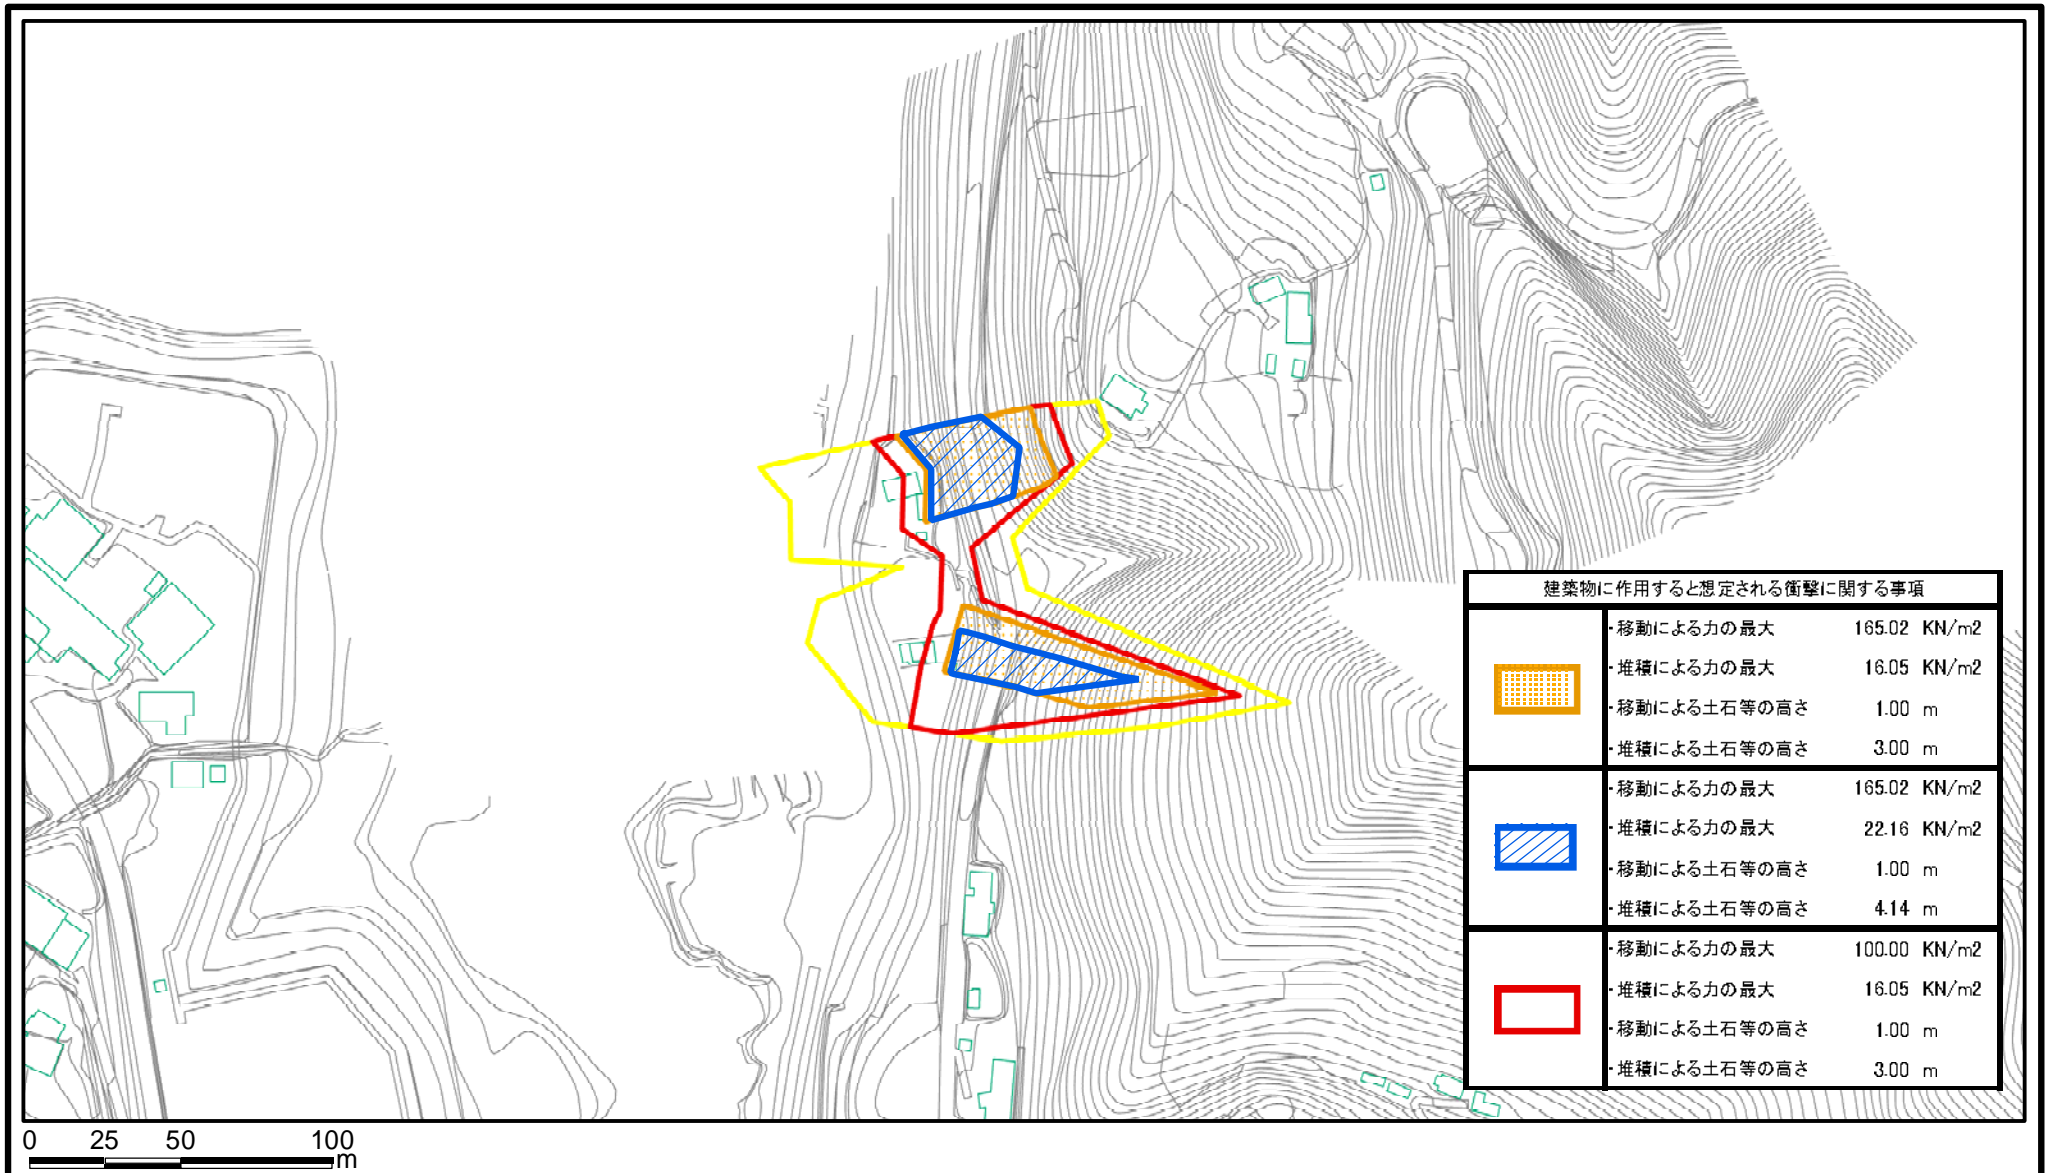 建築物に作用すると想定される衝撃に関する事項
・移動による力の最大 165.02 KN/m2
・堆積による力の最大 16.05 KN/m2
・移動による土石等の高さ 1.00 m
・堆積による土石等の高さ 3.00 m
・移動による力の最大 165.02 KN/m2
・堆積による力の最大 22.16 KN/m2
・移動による土石等の高さ 1.00 m
・堆積による土石等の高さ 4.14 m
・移動による力の最大 100.00 KN/m2
・堆積による力の最大 16.05 KN/m2
・移動による土石等の高さ 1.00 m
・堆積による土石等の高さ 3.00 m
0 25 50 100
m